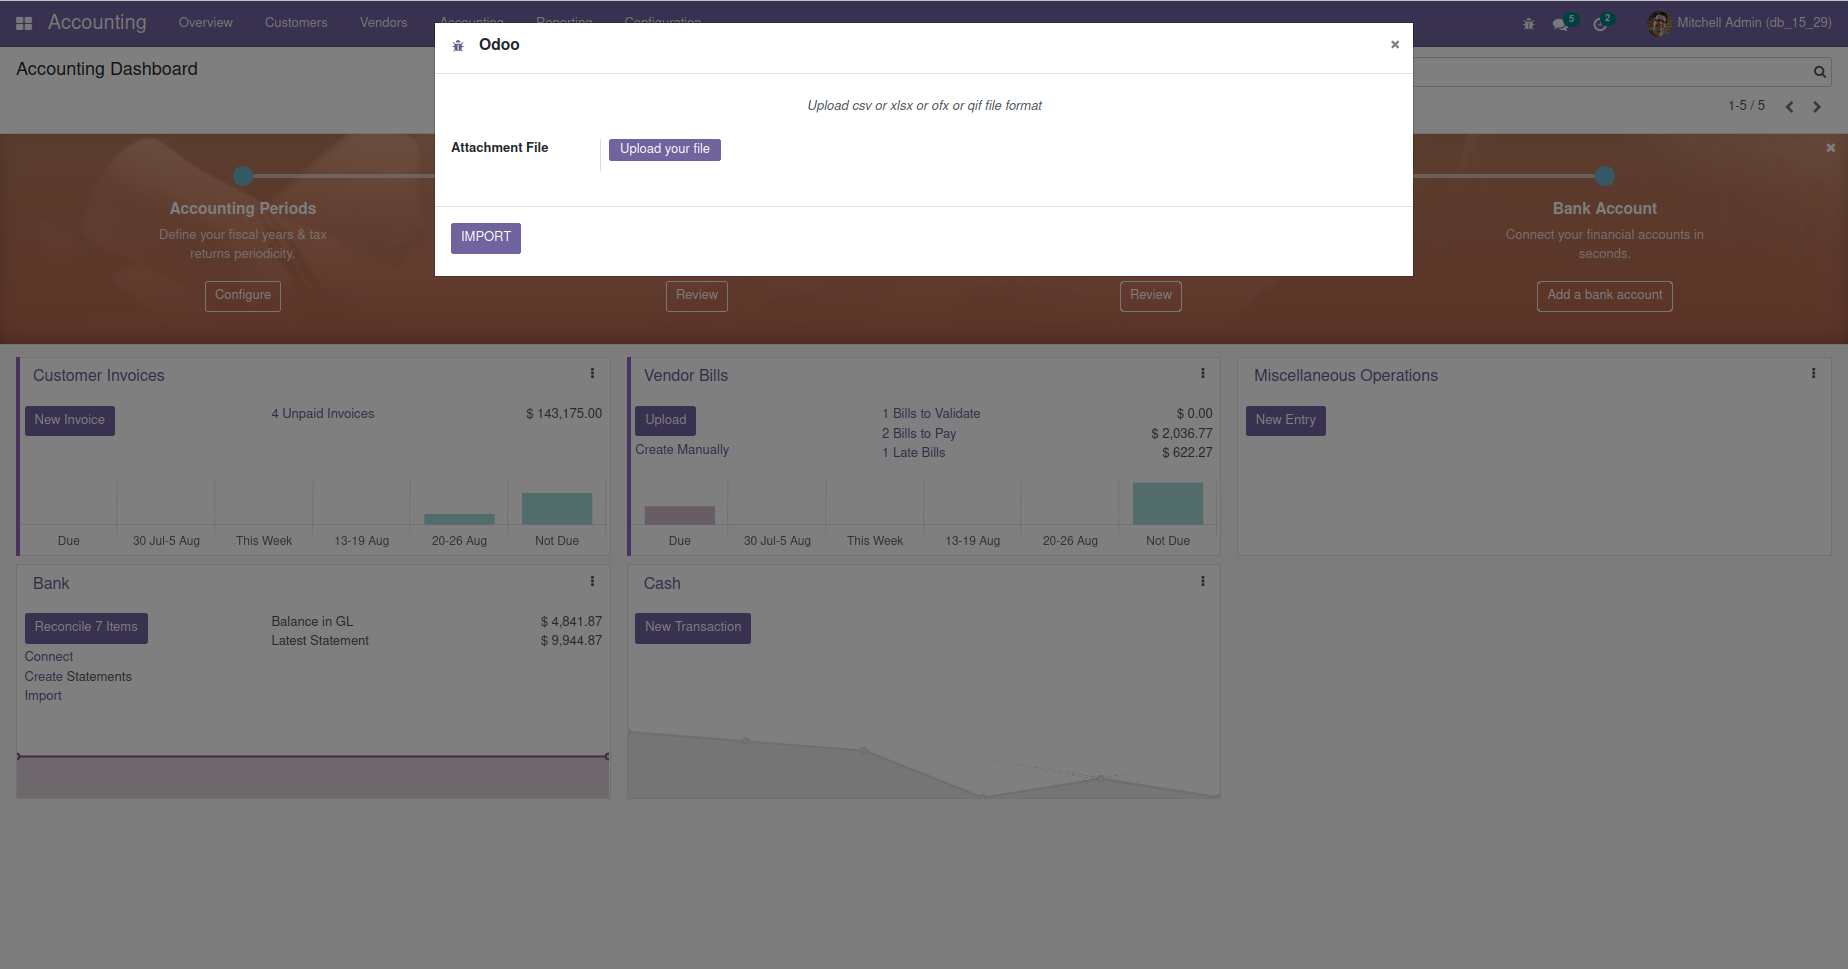 Accounting
Overview
Customers
Vendors
Accounting
Reporting
Configuration
5
2
Mitchell Admin (db_15_29)
Odoo
Accounting Dashboard
1-5 / 5
Upload csv or xlsx or ofx or qif file format
Attachment File
Upload your file
IMPORT
Accounting Periods
Define your fiscal years & tax
returns periodicity.
Configure
Review
Review
Bank Account
Connect your financial accounts in
seconds.
Add a bank account
Customer Invoices
New Invoice
4 Unpaid Invoices
$ 143,175.00
Due
30 Jul-5 Aug
This Week
13-19 Aug
20-26 Aug
Not Due
Vendor Bills
Upload
Create Manually
1 Bills to Validate
$ 0.00
2 Bills to Pay
$ 2,036.77
1 Late Bills
$ 622.27
Due
30 Jul-5 Aug
This Week
13-19 Aug
20-26 Aug
Not Due
Miscellaneous Operations
New Entry
Bank
Reconcile 7 Items
Connect
Create Statements
Import
Balance in GL
$ 4,841.87
Latest Statement
$ 9,944.87
Cash
New Transaction